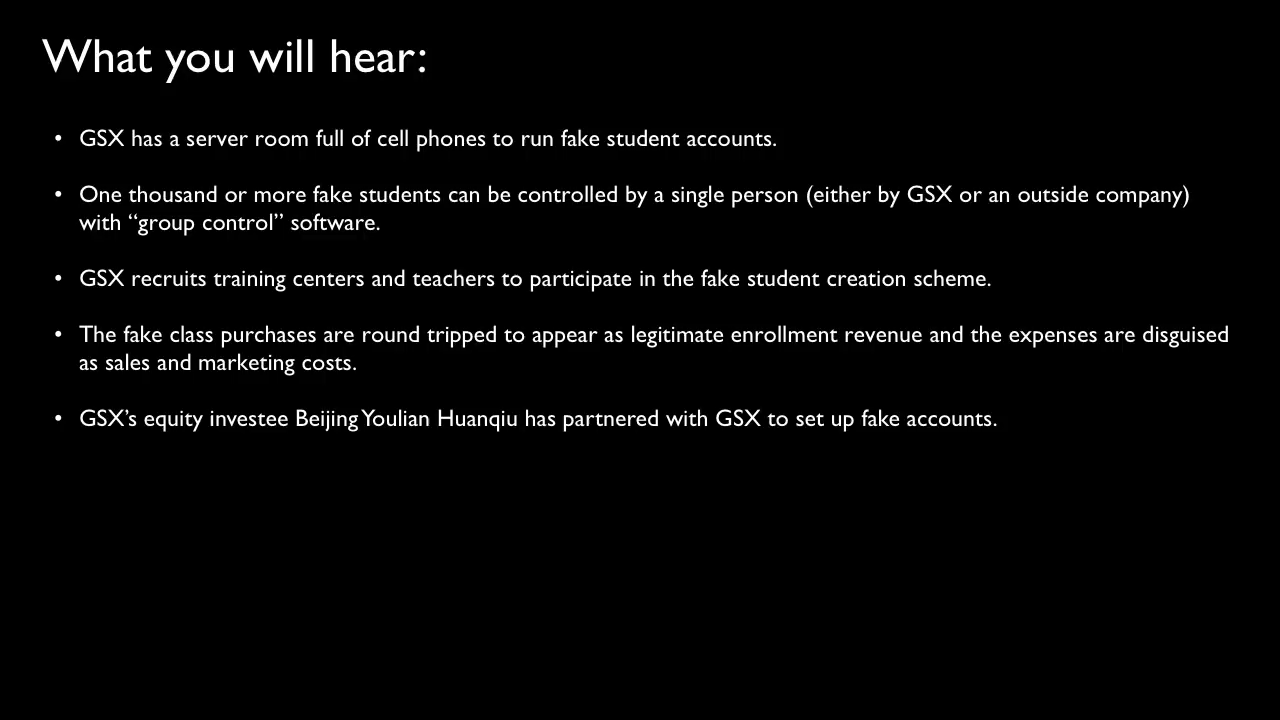 What you will hear:
• GSX has a server room full of cell phones to run fake student accounts.
• One thousand or more fake students can be controlled by a single person (either by GSX or an outside company)
with “group control” software.
• GSX recruits training centers and teachers to participate in the fake student creation scheme.
• The fake class purchases are round tripped to appear as legitimate enrollment revenue and the expenses are disguised
as sales and marketing costs.
• GSX’s equity investee Beijing Youlian Huanqiu has partnered with GSX to set up fake accounts.